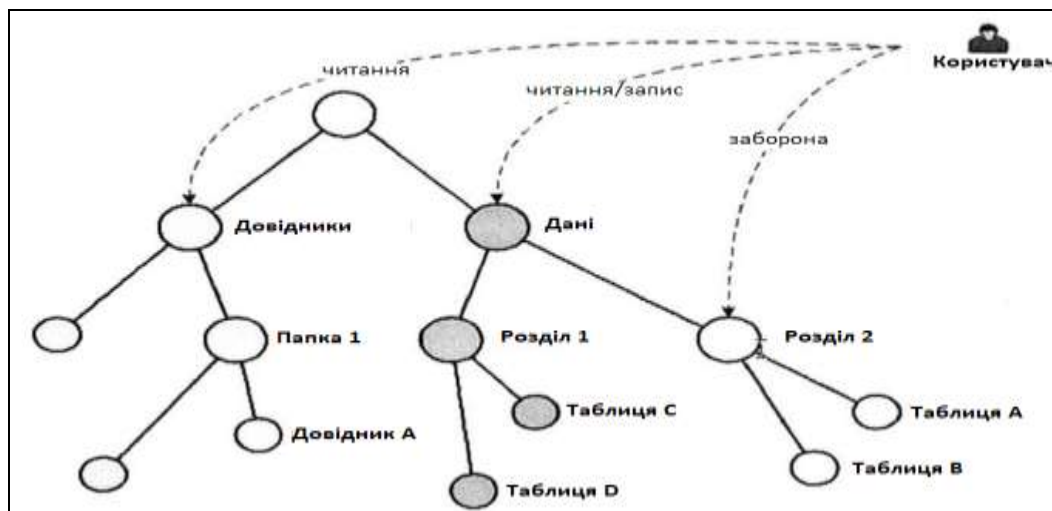 Користувач
читання
читання/запис
заборона
Довідники
Дані
Папка 1
Розділ 1
Розділ 2
Таблиця С
Таблиця А
Довідник А
Таблиця В
Таблиця D